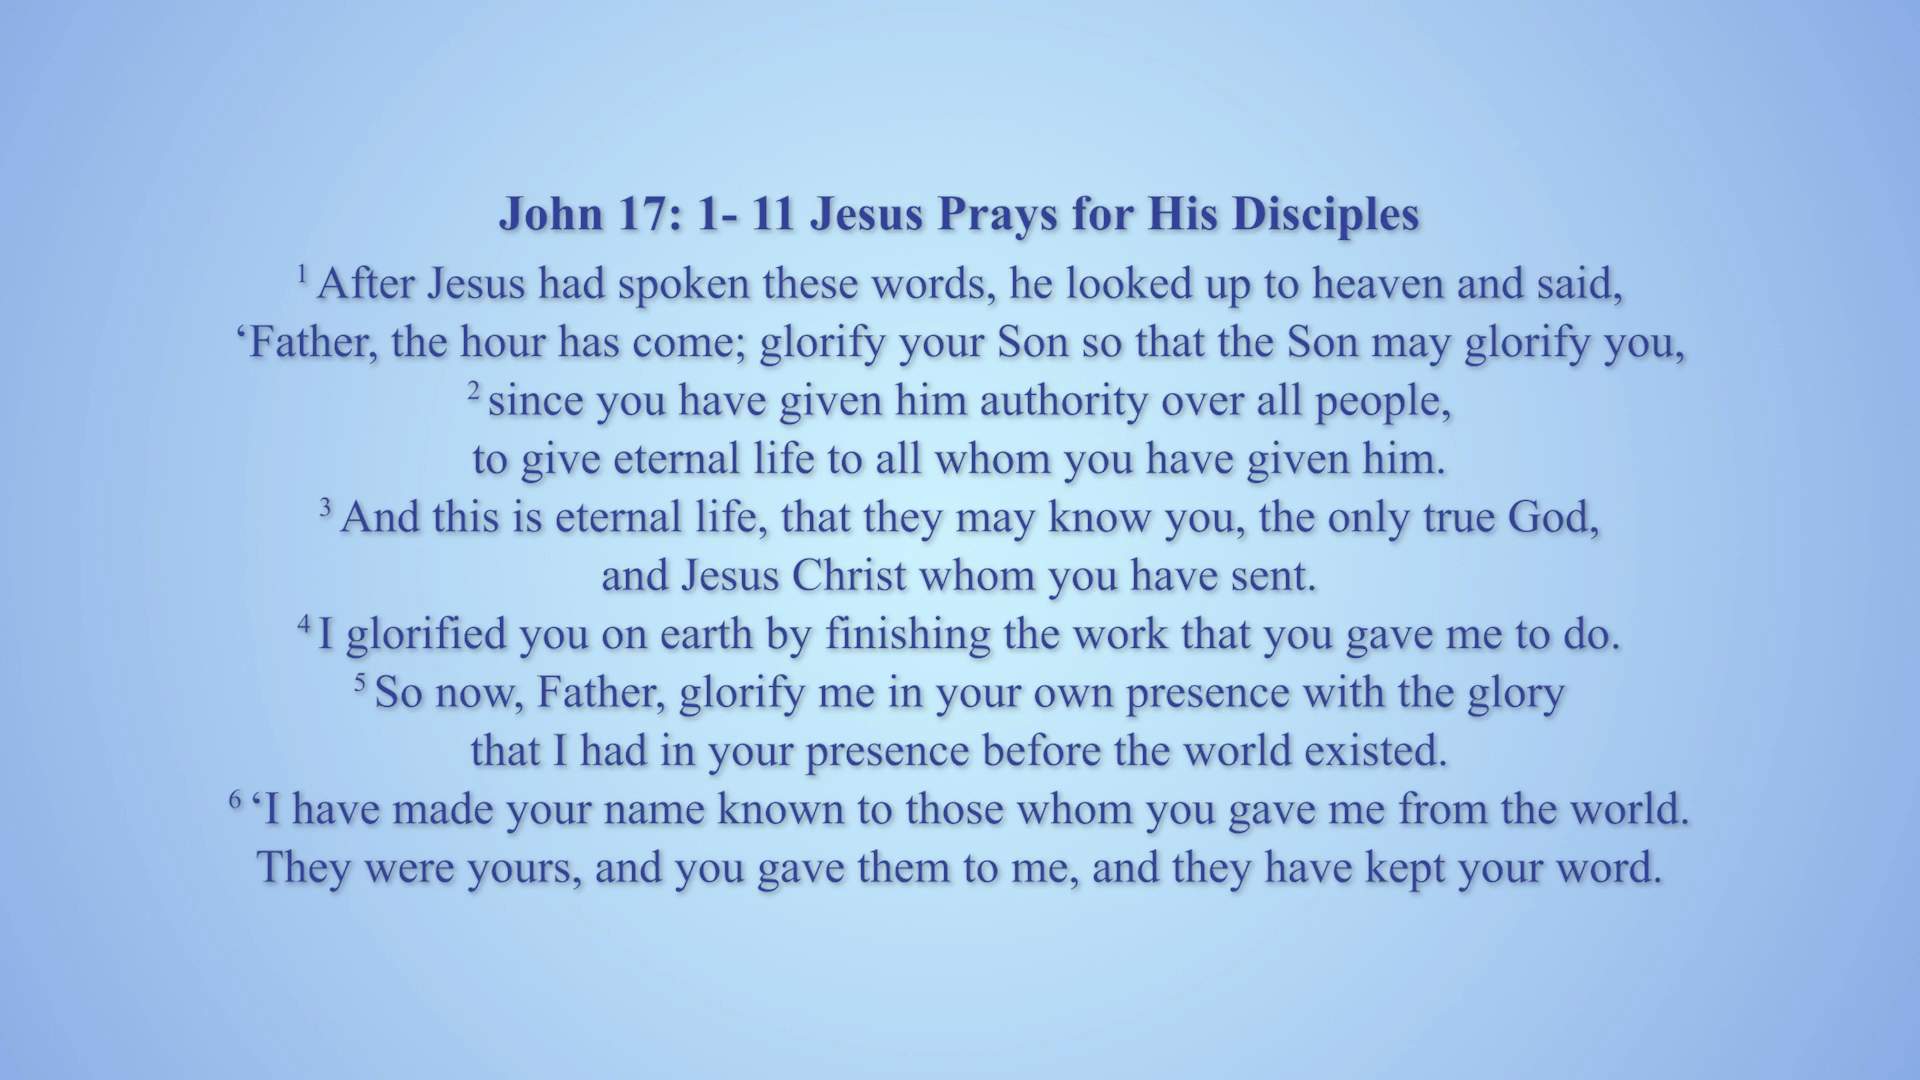 John 17: 1- 11 Jesus Prays for His Disciples
1 After Jesus had spoken these words, he looked up to heaven and said,
‘Father, the hour has come; glorify your Son so that the Son may glorify you,
2 since you have given him authority over all people,
to give eternal life to all whom you have given him.
3 And this is eternal life, that they may know you, the only true God,
and Jesus Christ whom you have sent.
4 I glorified you on earth by finishing the work that you gave me to do.
5 So now, Father, glorify me in your own presence with the glory
that I had in your presence before the world existed.
6 ‘I have made your name known to those whom you gave me from the world.
They were yours, and you gave them to me, and they have kept your word.